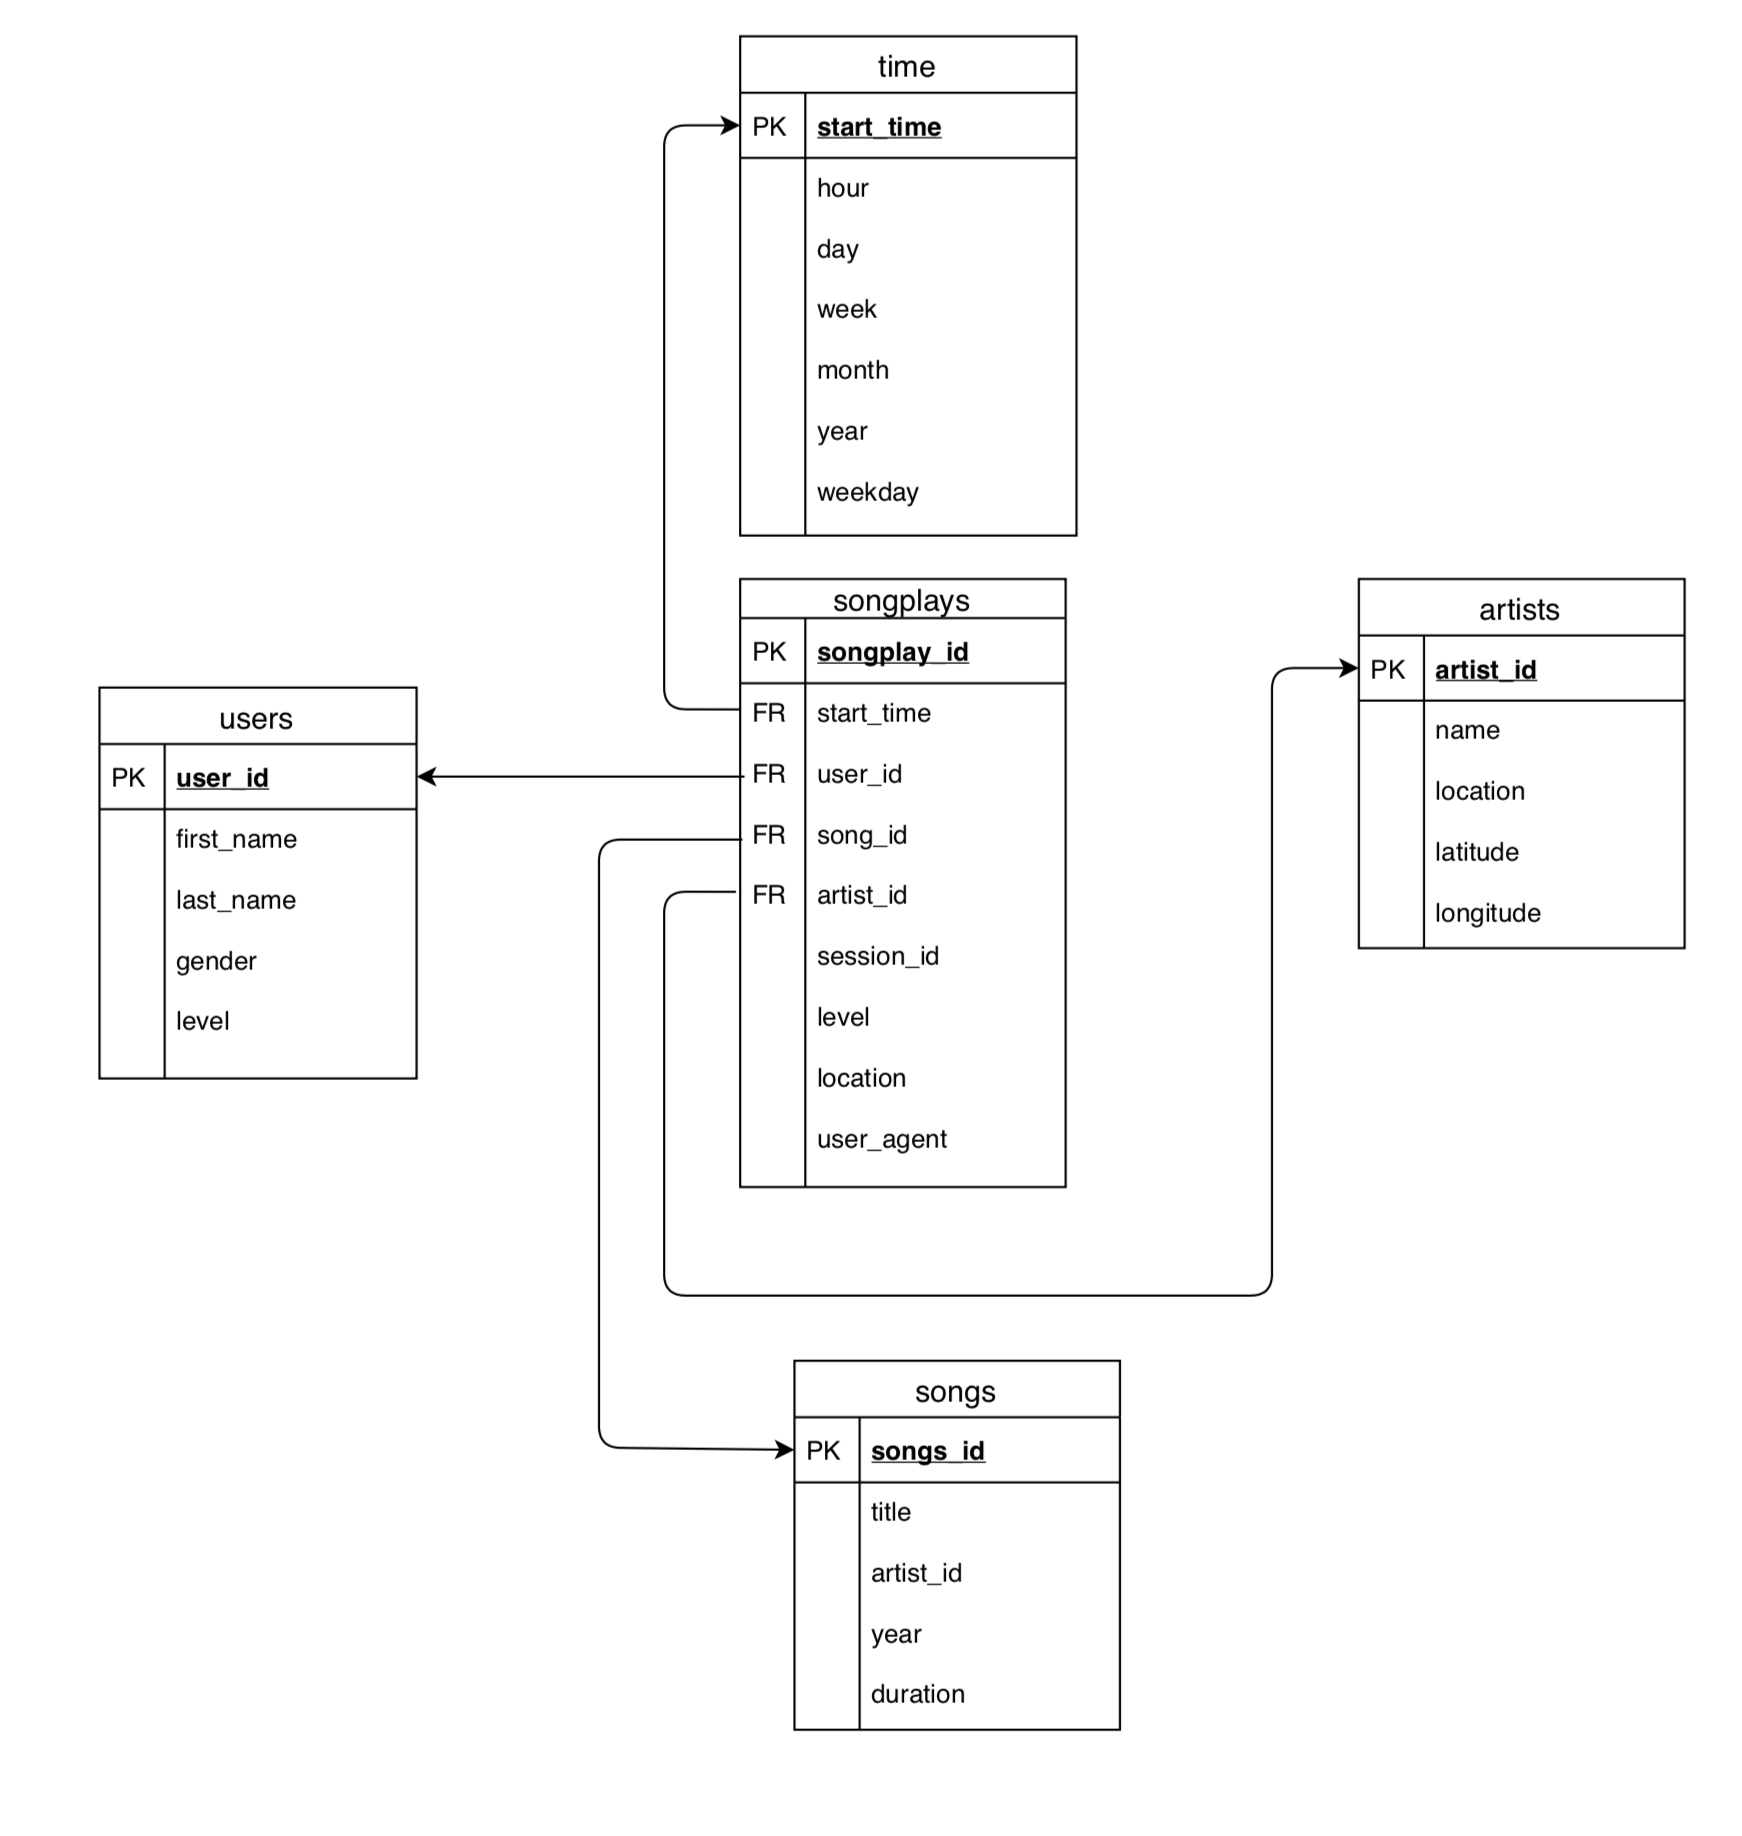 time
PK start_time
hour
day
week
month
year
weekday
songplays
PK songplay_id
FR start_time
FR user_id
FR song_id
FR artist_id
session_id
level
location
user_agent
artists
PK artist_id
name
location
latitude
longitude
users
PK user_id
first_name
last_name
gender
level
songs
PK songs_id
title
artist_id
year
duration